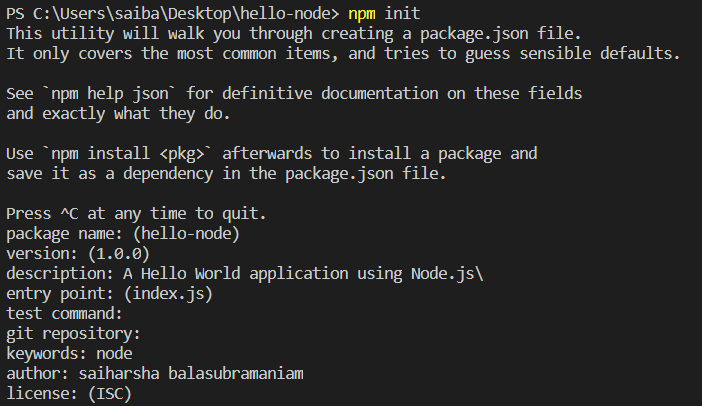 PS C:\Users\saiba\Desktop\hello-node> npm init
This utility will walk you through creating a package.json file.
It only covers the most common items, and tries to guess sensible defaults.
See `npm help json` for definitive documentation on these fields
and exactly what they do.
Use `npm install <pkg>` afterwards to install a package and
save it as a dependency in the package.json file.
Press ^C at any time to quit.
package name: (hello-node)
version: (1.0.0)
description: A Hello World application using Node.js\
entry point: (index.js)
test command:
git repository:
keywords: node
author: saiharsha balasubramaniam
license: (ISC)